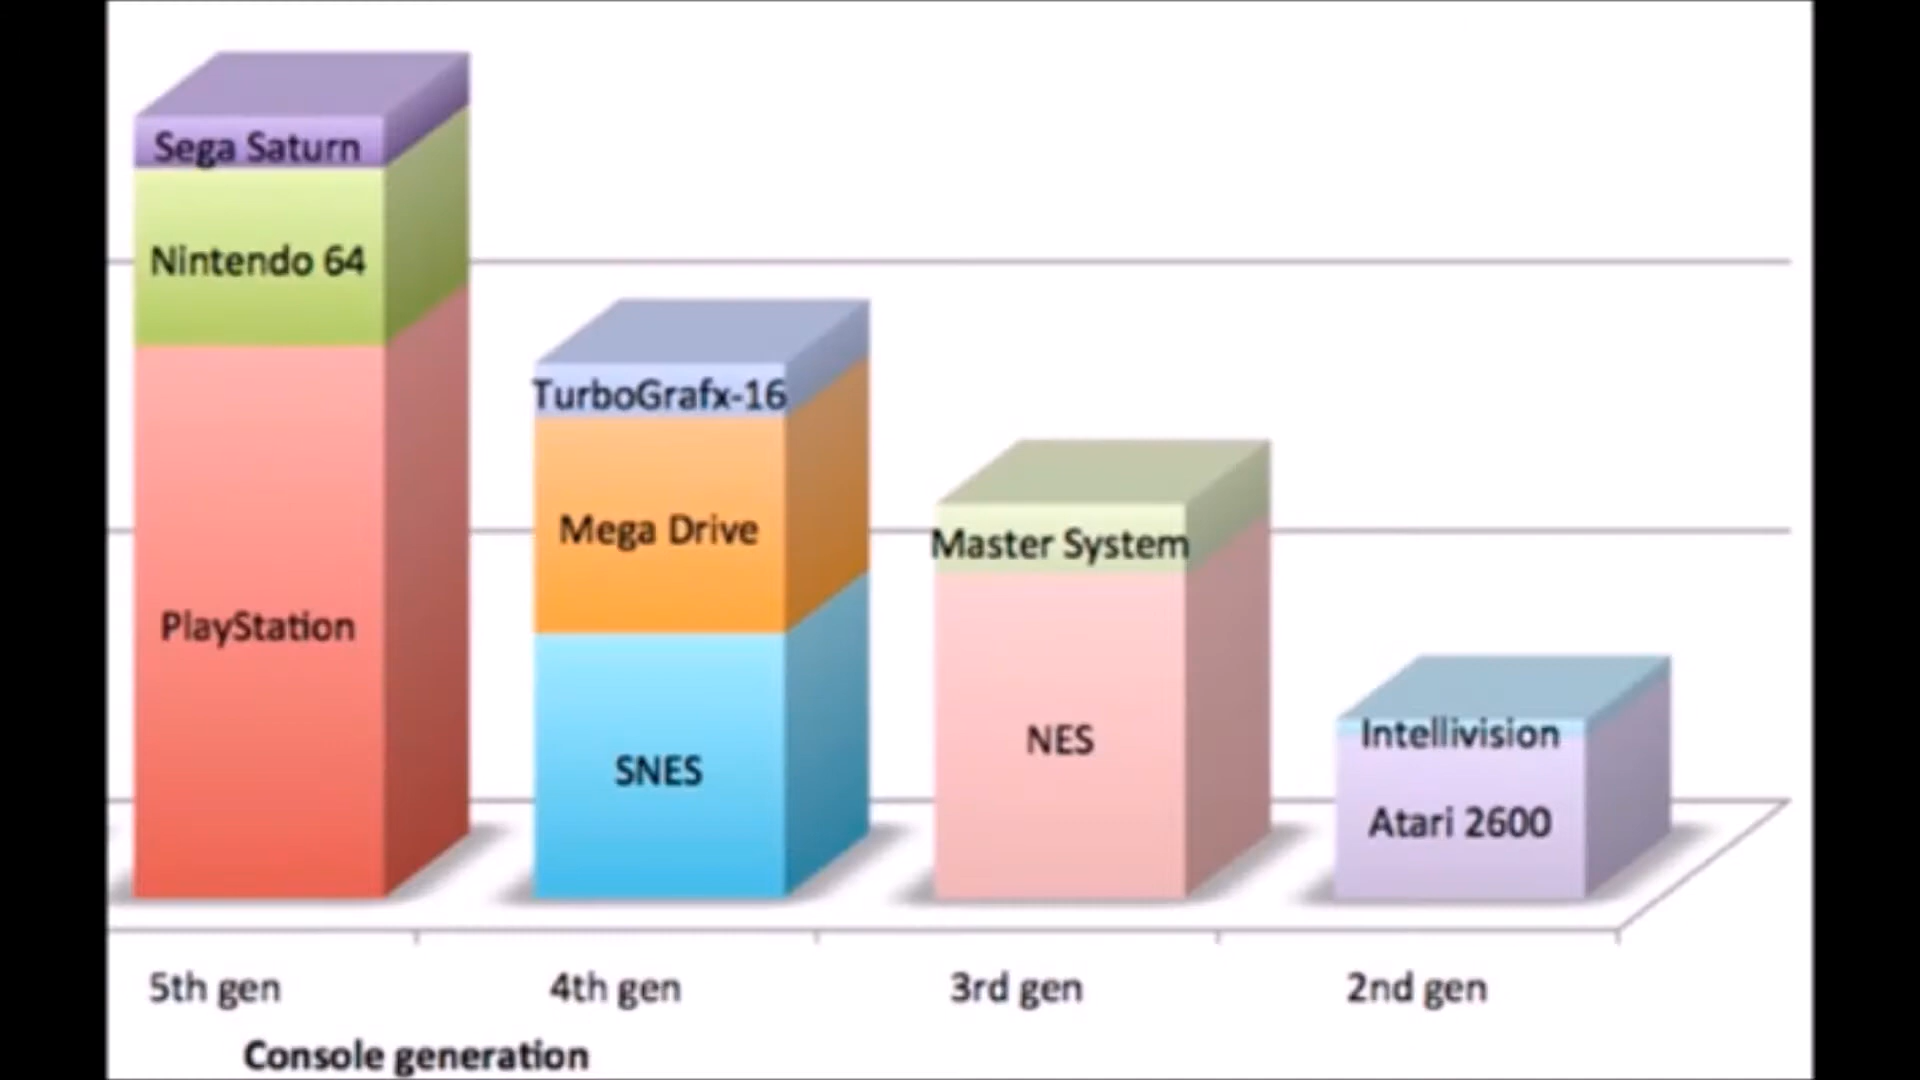 Sega Saturn
Nintendo 64
PlayStation
TurboGrafx-16
Mega Drive
SNES
Master System
NES
Intellivision
Atari 2600
5th gen
4th gen
3rd gen
2nd gen
Console generation